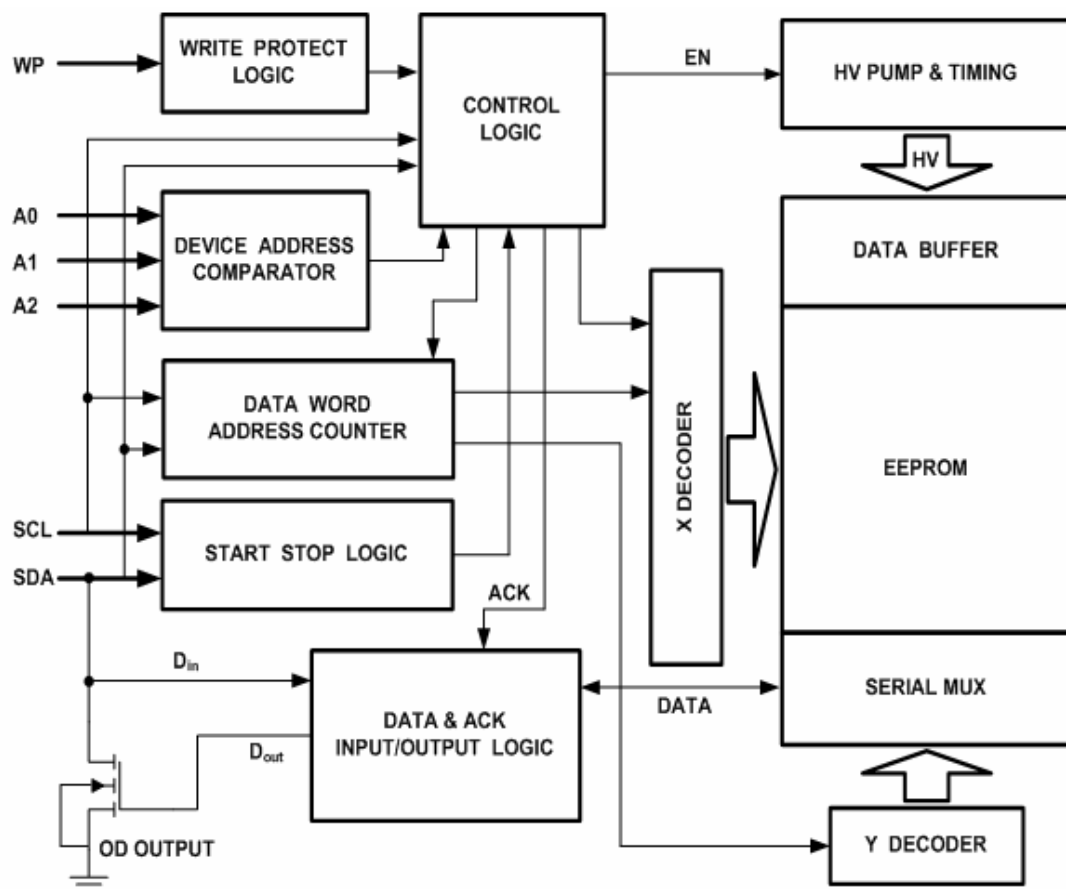 WP
WRITE PROTECT
LOGIC
CONTROL
LOGIC
EN
HV PUMP & TIMING
HV
A0
A1
A2
DEVICE ADDRESS
COMPARATOR
DATA BUFFER
DATA WORD
ADDRESS COUNTER
X DECODER
EEPROM
SCL
SDA
START STOP LOGIC
ACK
Din
DATA & ACK
INPUT/OUTPUT LOGIC
Dout
DATA
SERIAL MUX
OD OUTPUT
Y DECODER